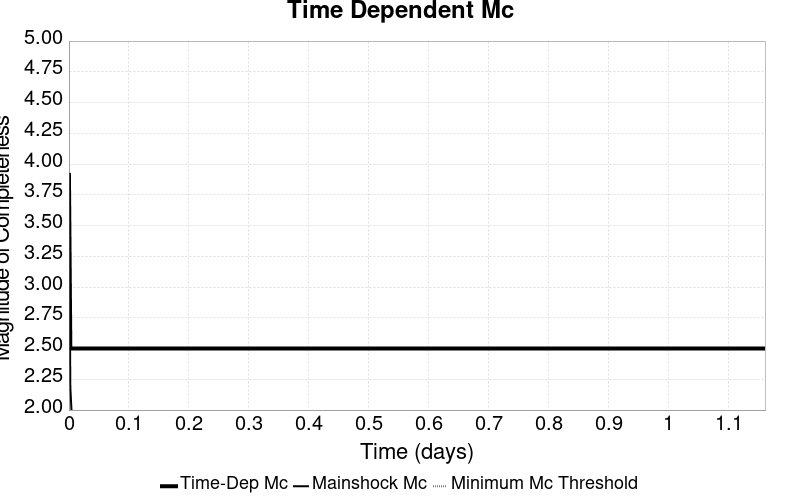 Time Dependent Mc
5.00
4.75
4.50
4.25
4.00
3.75
3.50
3.25
3.00
2.75
2.50
2.25
2.00
Magnitude of Completeness
0 0.1 0.2 0.3 0.4 0.5 0.6 0.7 0.8 0.9 1 1.1
Time (days)
Time-Dep Mc Mainshock Mc Minimum Mc Threshold